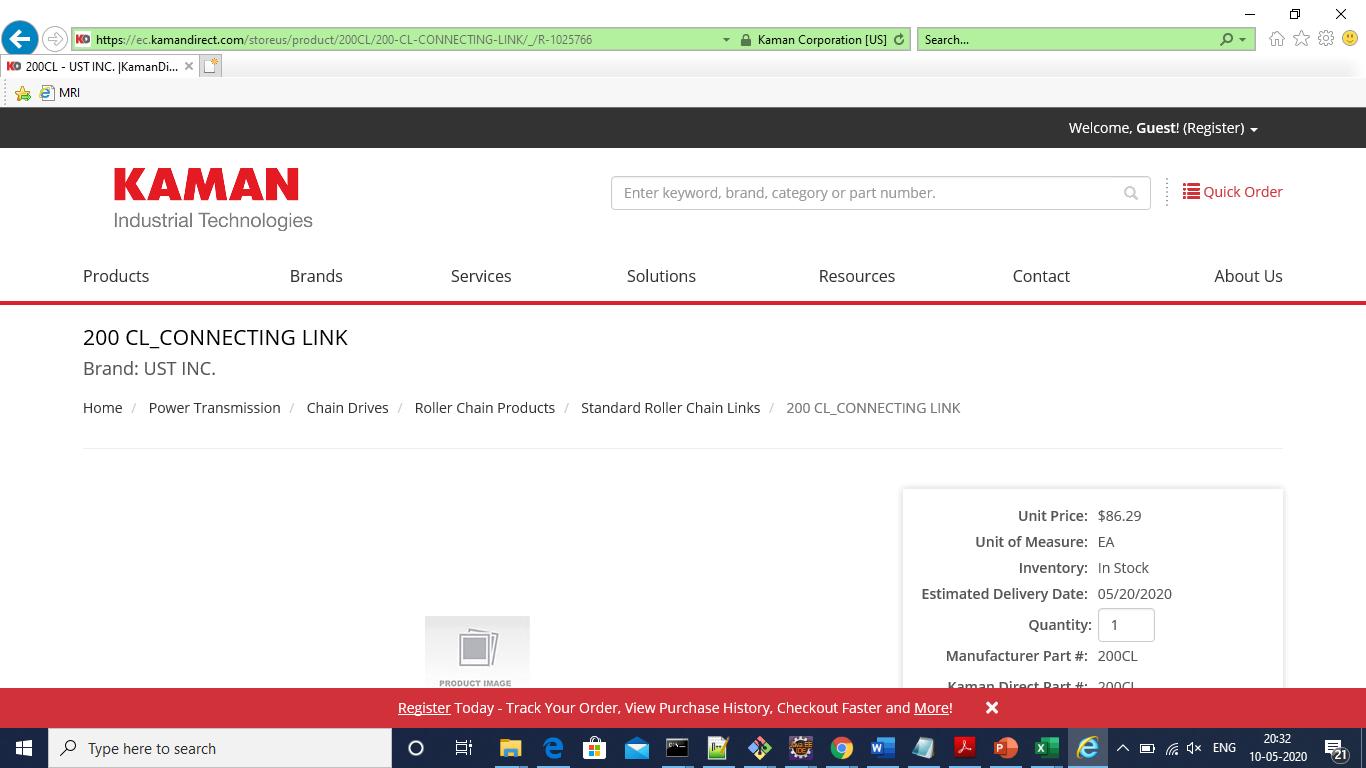 https://ec.kamandirect.com/storeus/product/200CL/200-CL-CONNECTING-LINK/_/R-1025766
Kaman Corporation [US]
Search...
200CL - UST INC. |KamanDi...
MRI
Welcome, Guest! (Register)
KAMAN
Industrial Technologies
Enter keyword, brand, category or part number.
Quick Order
Products Brands Services Solutions Resources Contact About Us
200 CL_CONNECTING LINK
Brand: UST INC.
Home / Power Transmission / Chain Drives / Roller Chain Products / Standard Roller Chain Links / 200 CL_CONNECTING LINK
Unit Price: $86.29
Unit of Measure: EA
Inventory: In Stock
Estimated Delivery Date: 05/20/2020
Quantity: 1
Manufacturer Part #: 200CL
Kaman Direct Part #: 200CL
PRODUCT IMAGE
Register Today - Track Your Order, View Purchase History, Checkout Faster and More!
Type here to search
ENG
20:32
10-05-2020
21